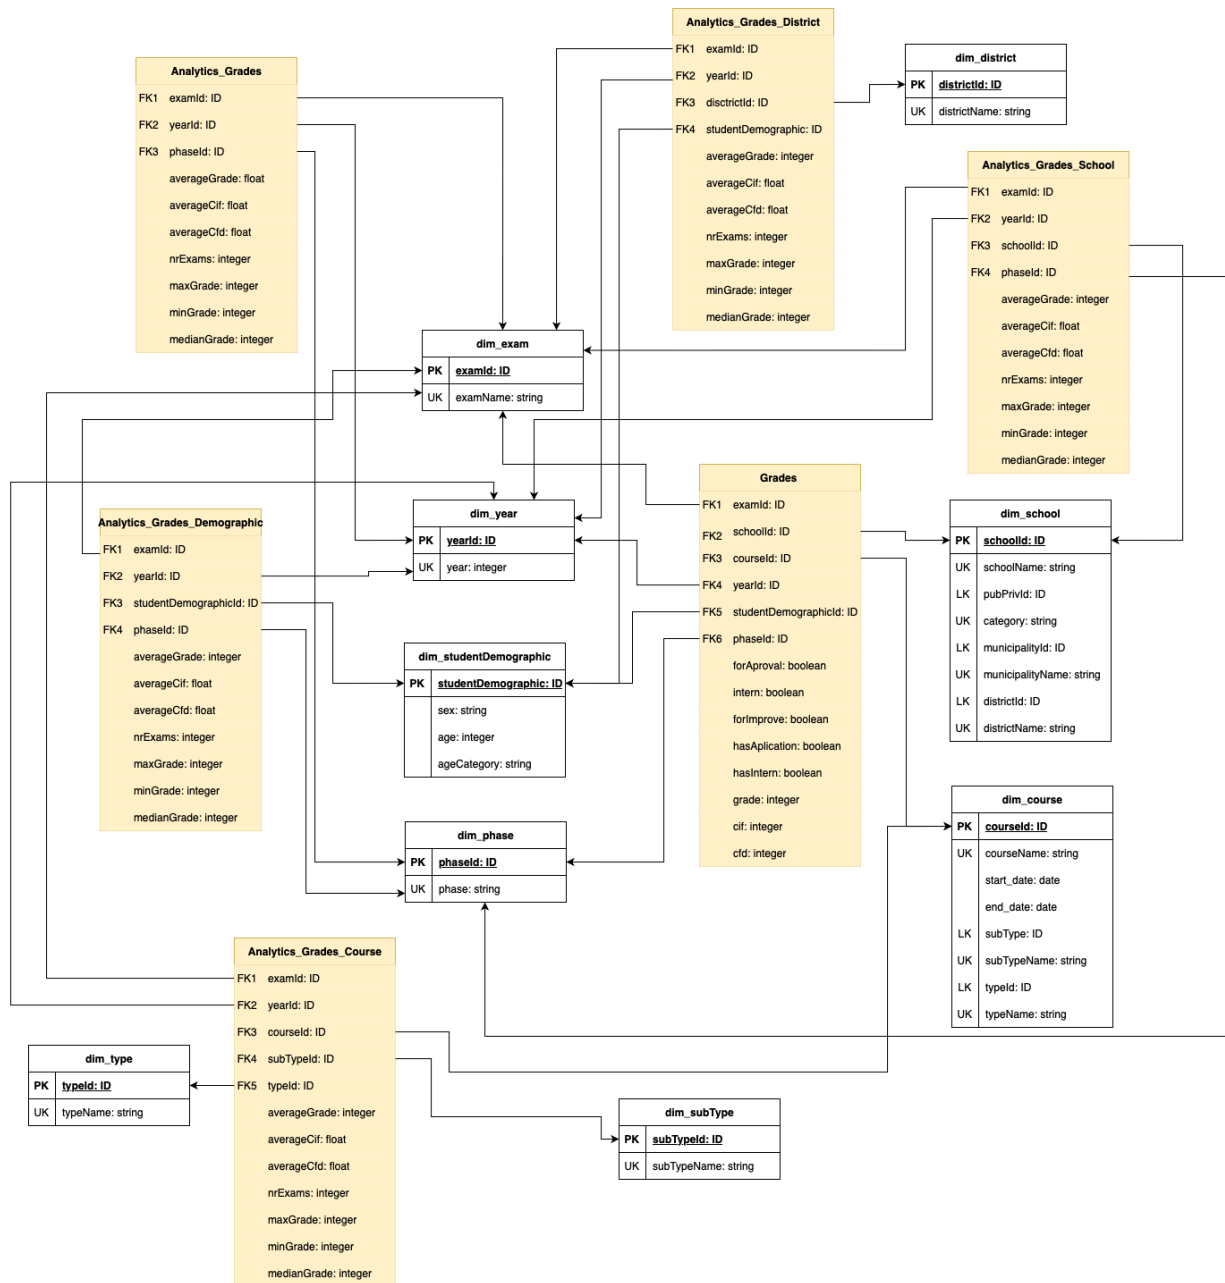 Analytics_Grades
FK1 examId: ID
FK2 yearId: ID
FK3 phaseId: ID
averageGrade: float
averageCif: float
averageCfd: float
nrExams: integer
maxGrade: integer
minGrade: integer
medianGrade: integer
Analytics_Grades_District
FK1 examId: ID
FK2 yearId: ID
FK3 disctrictId: ID
FK4 studentDemographic: ID
averageGrade: integer
averageCif: float
averageCfd: float
nrExams: integer
maxGrade: integer
minGrade: integer
medianGrade: integer
dim_district
PK districtId: ID
UK districtName: string
Analytics_Grades_School
FK1 examId: ID
FK2 yearId: ID
FK3 schoolId: ID
FK4 phaseId: ID
averageGrade: integer
averageCif: float
averageCfd: float
nrExams: integer
maxGrade: integer
minGrade: integer
medianGrade: integer
dim_exam
PK examId: ID
UK examName: string
dim_year
PK yearId: ID
UK year: integer
Analytics_Grades_Demographic
FK1 examId: ID
FK2 yearId: ID
FK3 studentDemographicId: ID
FK4 phaseId: ID
averageGrade: integer
averageCif: float
averageCfd: float
nrExams: integer
maxGrade: integer
minGrade: integer
medianGrade: integer
dim_studentDemographic
PK studentDemographic: ID
sex: string
age: integer
ageCategory: string
Grades
FK1 examId: ID
FK2 schoolId: ID
FK3 courseId: ID
FK4 yearId: ID
FK5 studentDemographicId: ID
FK6 phaseId: ID
forAproval: boolean
intern: boolean
forImprove: boolean
hasAplication: boolean
hasIntern: boolean
grade: integer
cif: integer
cfd: integer
dim_school
PK schoolId: ID
UK schoolName: string
LK pubPrivId: ID
UK category: string
LK municipalityId: ID
UK municipalityName: string
LK districtId: ID
UK districtName: string
dim_phase
PK phaseId: ID
UK phase: string
dim_course
PK courseId: ID
UK courseName: string
start_date: date
end_date: date
LK subType: ID
UK subTypeName: string
LK typeId: ID
UK typeName: string
Analytics_Grades_Course
FK1 examId: ID
FK2 yearId: ID
FK3 courseId: ID
FK4 subTypeId: ID
FK5 typeId: ID
averageGrade: integer
averageCif: float
averageCfd: float
nrExams: integer
maxGrade: integer
minGrade: integer
medianGrade: integer
dim_type
PK typeId: ID
UK typeName: string
dim_subType
PK subTypeId: ID
UK subTypeName: string